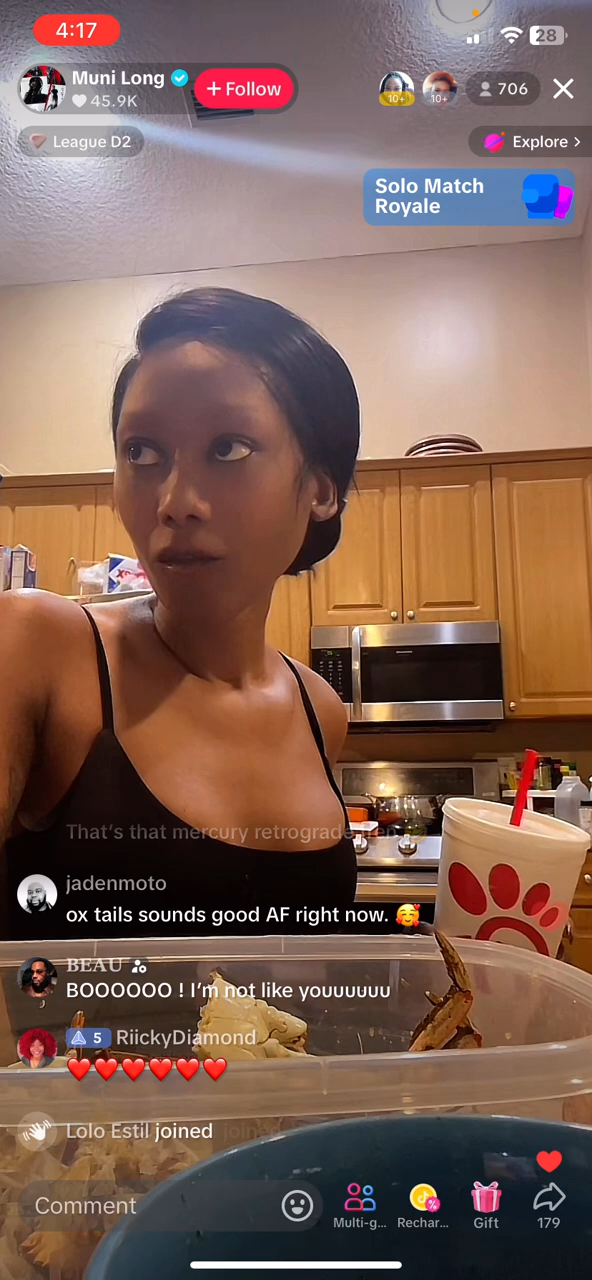 4:17
28
Muni Long
45.9K
+ Follow
10+
10+
706
League D2
Explore >
Solo Match
Royale
That's that mercury retrograde
jadenmoto
ox tails sounds good AF right now. 🥰
BEAU
BOOOOOO ! I'm not like youuuuuu
5 RiickyDiamond
❤️❤️❤️❤️❤️❤️
Lolo Estil joined
Comment
Multi-g...
Rechar...
Gift
179